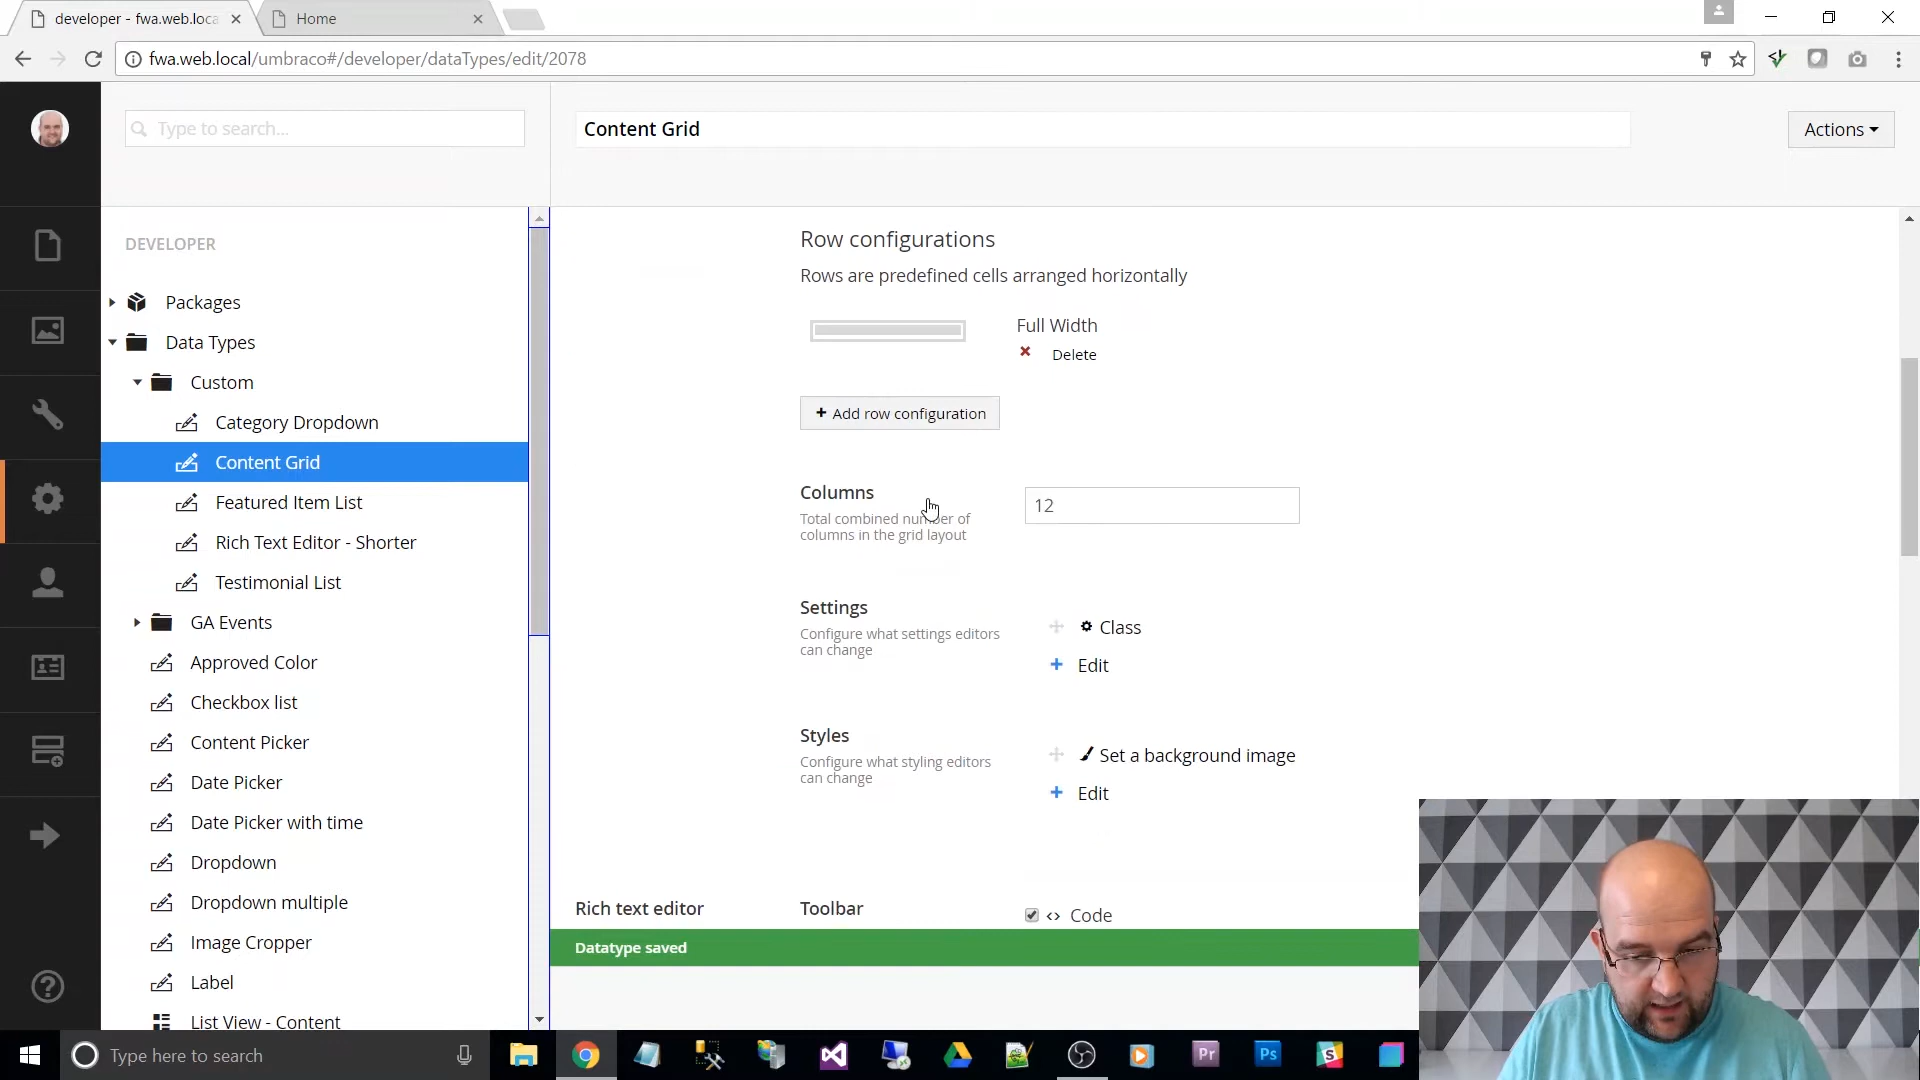 developer - fwa.web.loca
Home
fwa.web.local/umbraco#/developer/dataTypes/edit/2078
Type to search...
Content Grid
Actions
DEVELOPER
Packages
Data Types
Custom
Category Dropdown
Content Grid
Featured Item List
Rich Text Editor - Shorter
Testimonial List
GA Events
Approved Color
Checkbox list
Content Picker
Date Picker
Date Picker with time
Dropdown
Dropdown multiple
Image Cropper
Label
List View - Content
Row configurations
Rows are predefined cells arranged horizontally
Full Width
Delete
Add row configuration
Columns
Total combined number of
columns in the grid layout
12
Settings
Configure what settings editors
can change
Class
Edit
Styles
Configure what styling editors
can change
Set a background image
Edit
Rich text editor
Toolbar
Code
Datatype saved
Type here to search
Pr
Ps
S